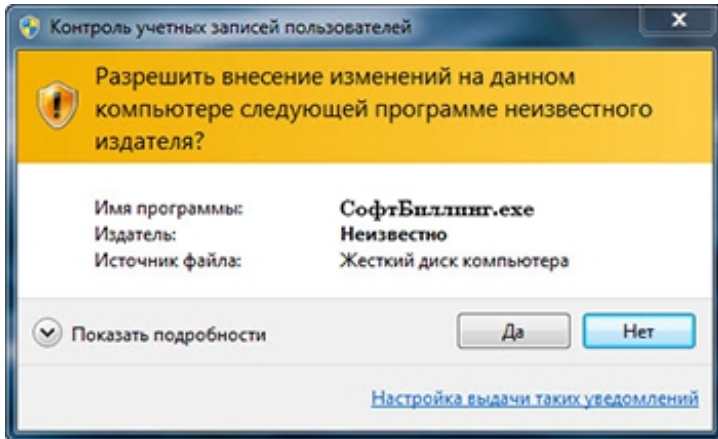 Контроль учетных записей пользователей
Разрешить внесение изменений на данном
компьютере следующей программе неизвестного
издателя?
Имя программы: СофтБиллинг.exe
Издатель: Неизвестно
Источник файла: Жесткий диск компьютера
Показать подробности Да Нет
Настройка выдачи таких уведомлений